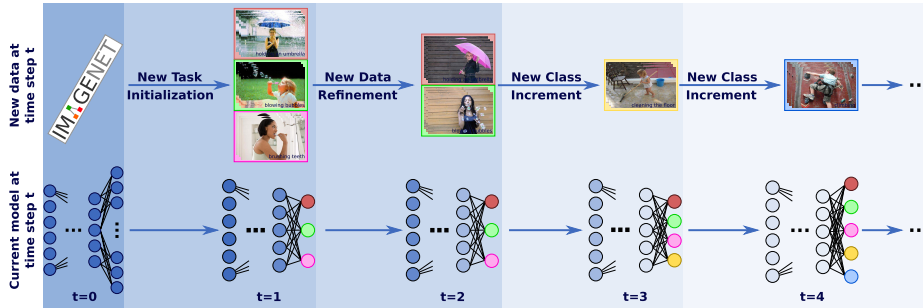 New data at
time step t
IMAGENET
New Task
Initialization
holding an umbrella
blowing bubbles
brushing teeth
New Data
Refinement
New Class
Increment
cleaning the floor
New Class
Increment
...
Current model at
time step t
...
...
...
...
...
...
...
t=0
t=1
t=2
t=3
t=4